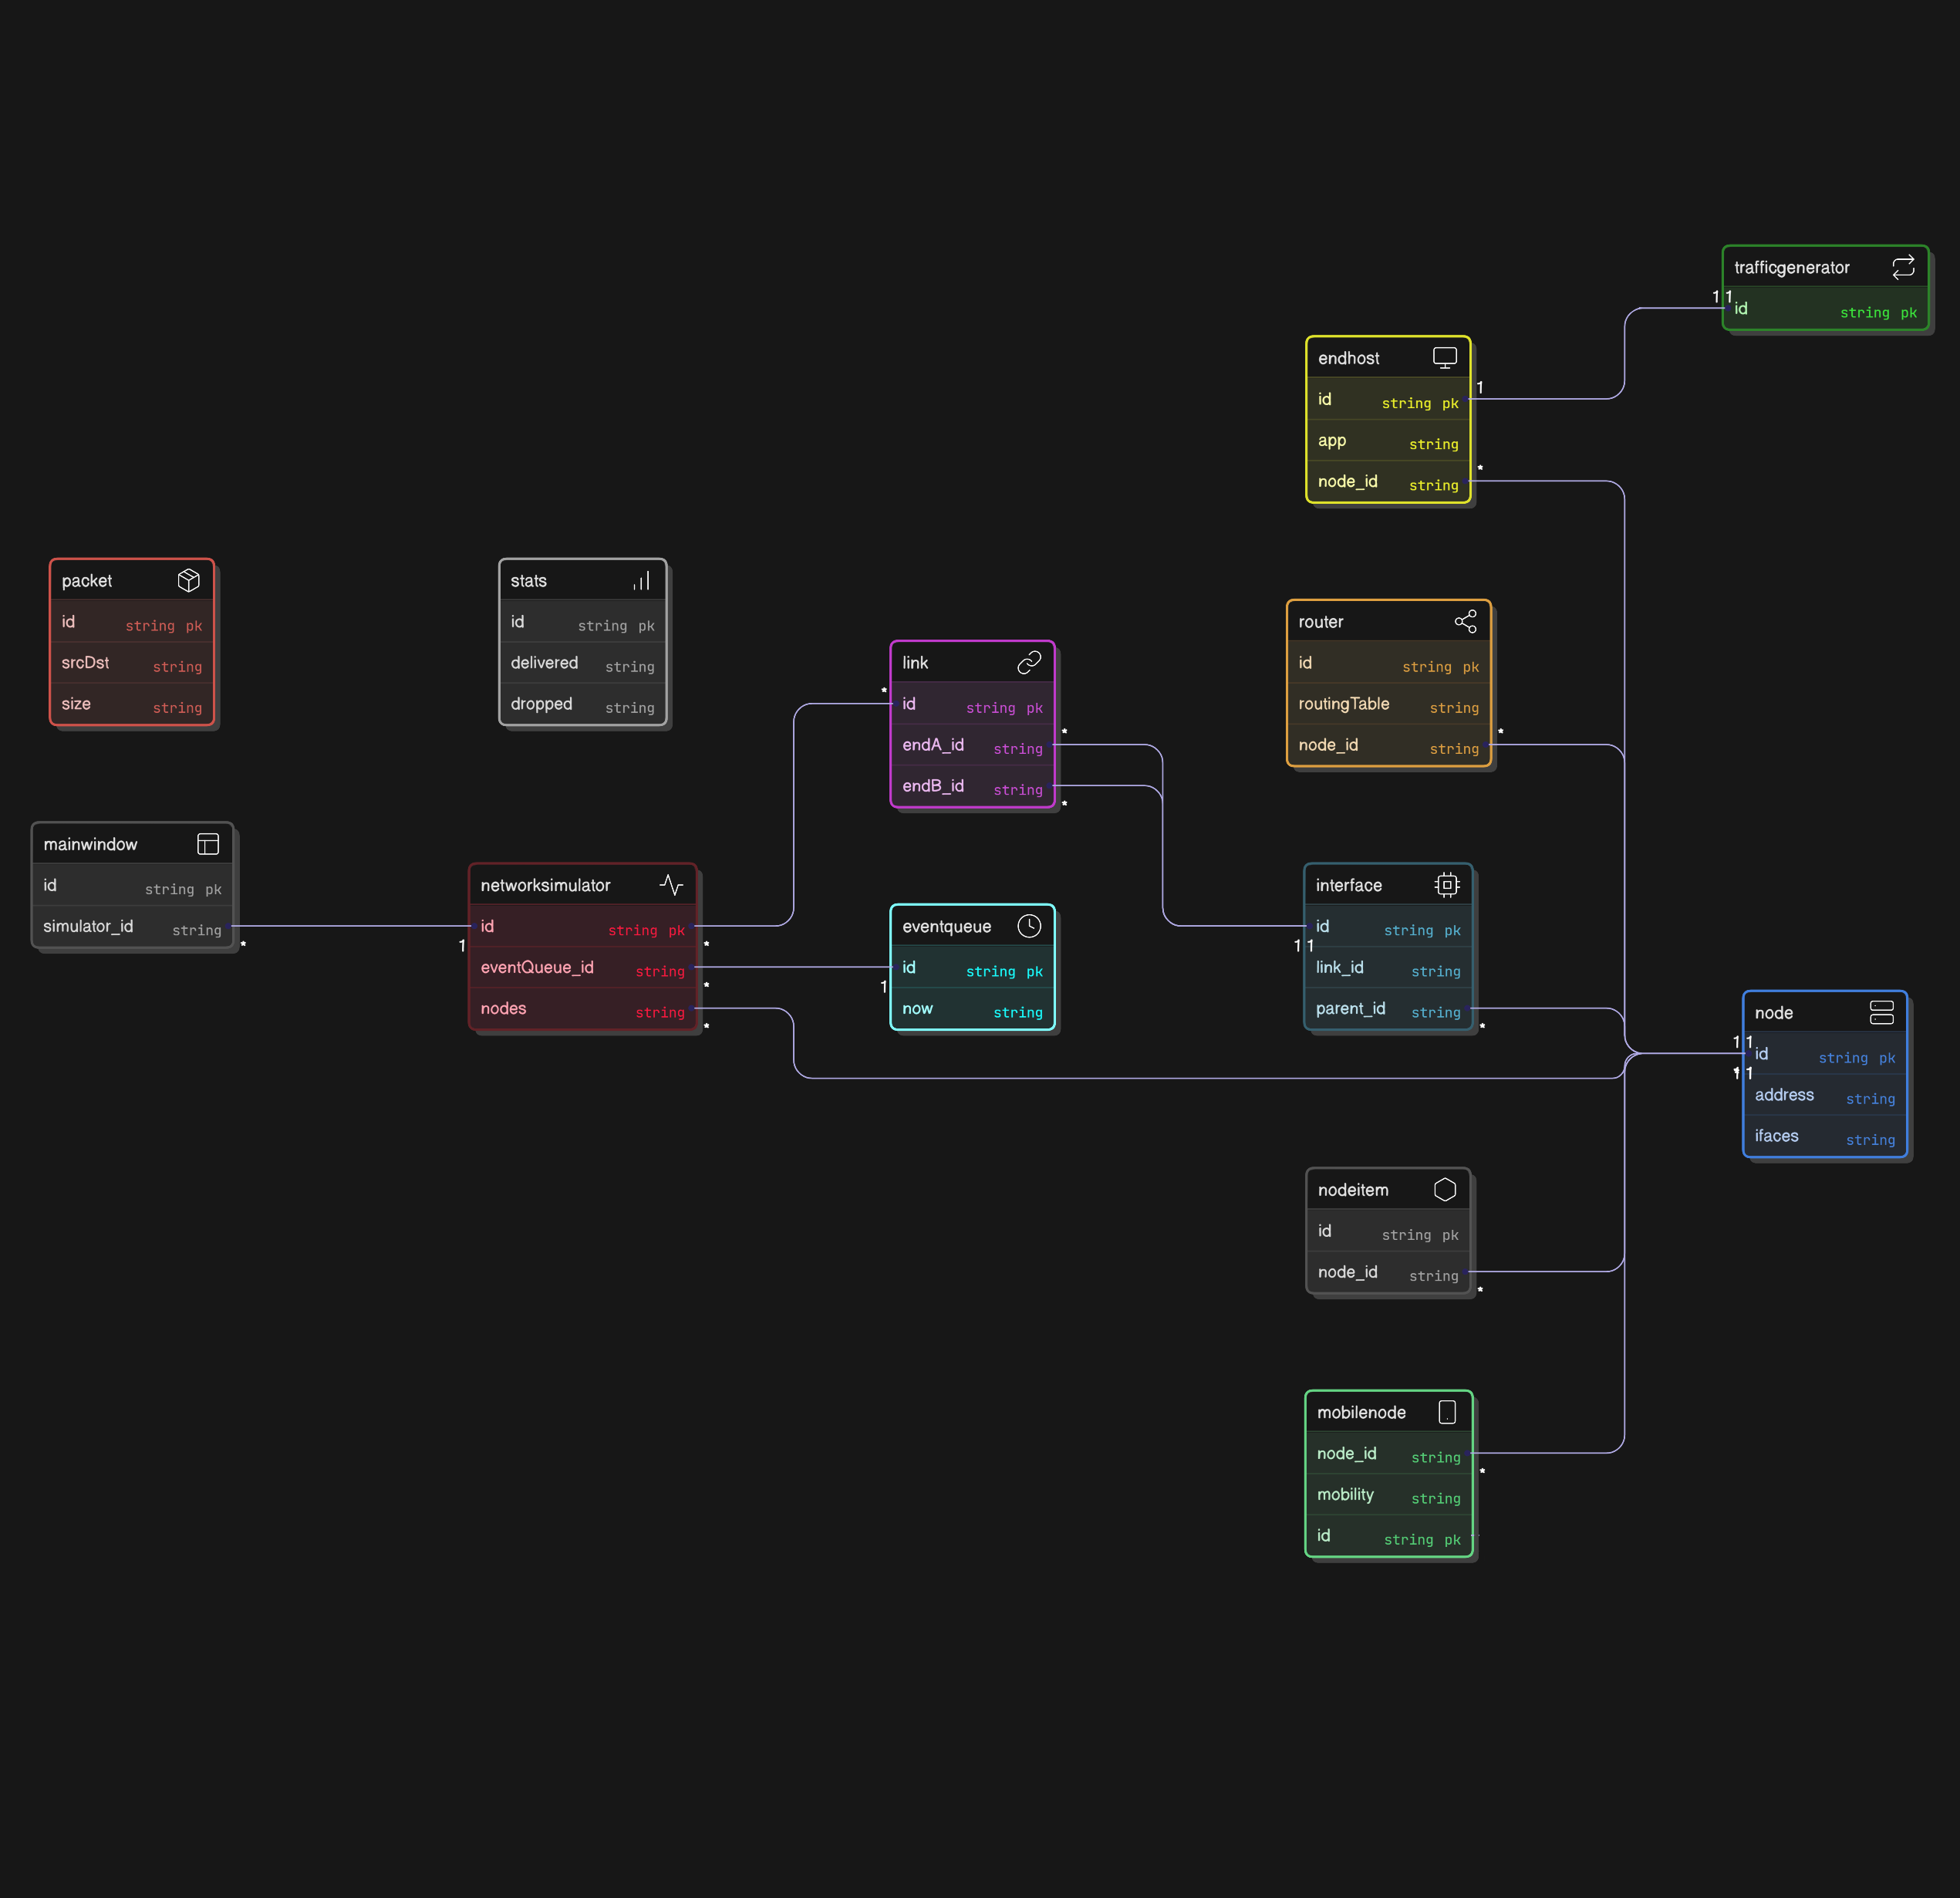 trafficgenerator
1 1
id string pk
endhost
1
id string pk
app string
*
node_id string
packet
id string pk
srcDst string
size string
stats
id string pk
delivered string
dropped string
link
*
id string pk
*
endA_id string
endB_id string
*
router
id string pk
routingTable string
*
node_id string
mainwindow
id string pk
simulator_id string
*
networksimulator
id string pk
1
*
eventQueue_id string
*
nodes string
*
eventqueue
id string pk
1
now string
interface
id string pk
1 1
link_id string
parent_id string
*
node
1 1
id string pk
1
address string
ifaces string
nodeitem
id string pk
node_id string
*
mobilenode
node_id string
*
mobility string
id string pk